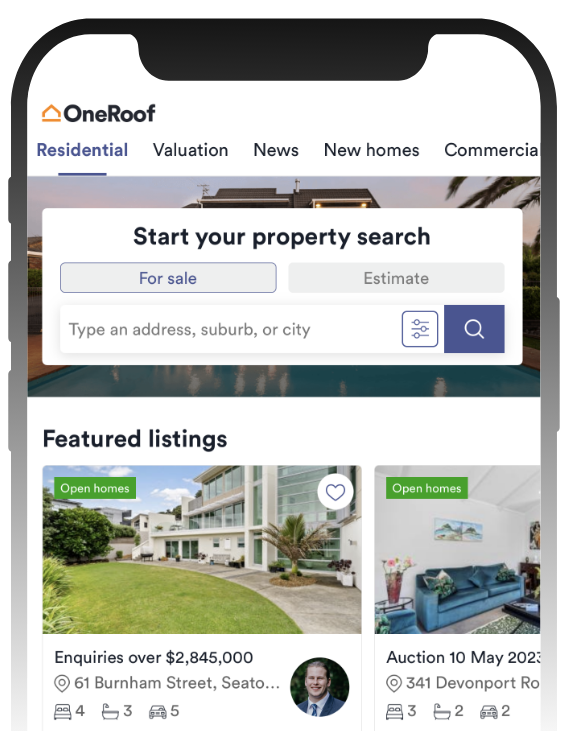 OneRoof
Residential Valuation News New homes Commercial
Start your property search
For sale Estimate
Type an address, suburb, or city
Featured listings
Open homes Open homes
Enquiries over $2,845,000 Auction 10 May 2023
61 Burnham Street, Seato... 341 Devonport Ro
4 3 5 3 2 2